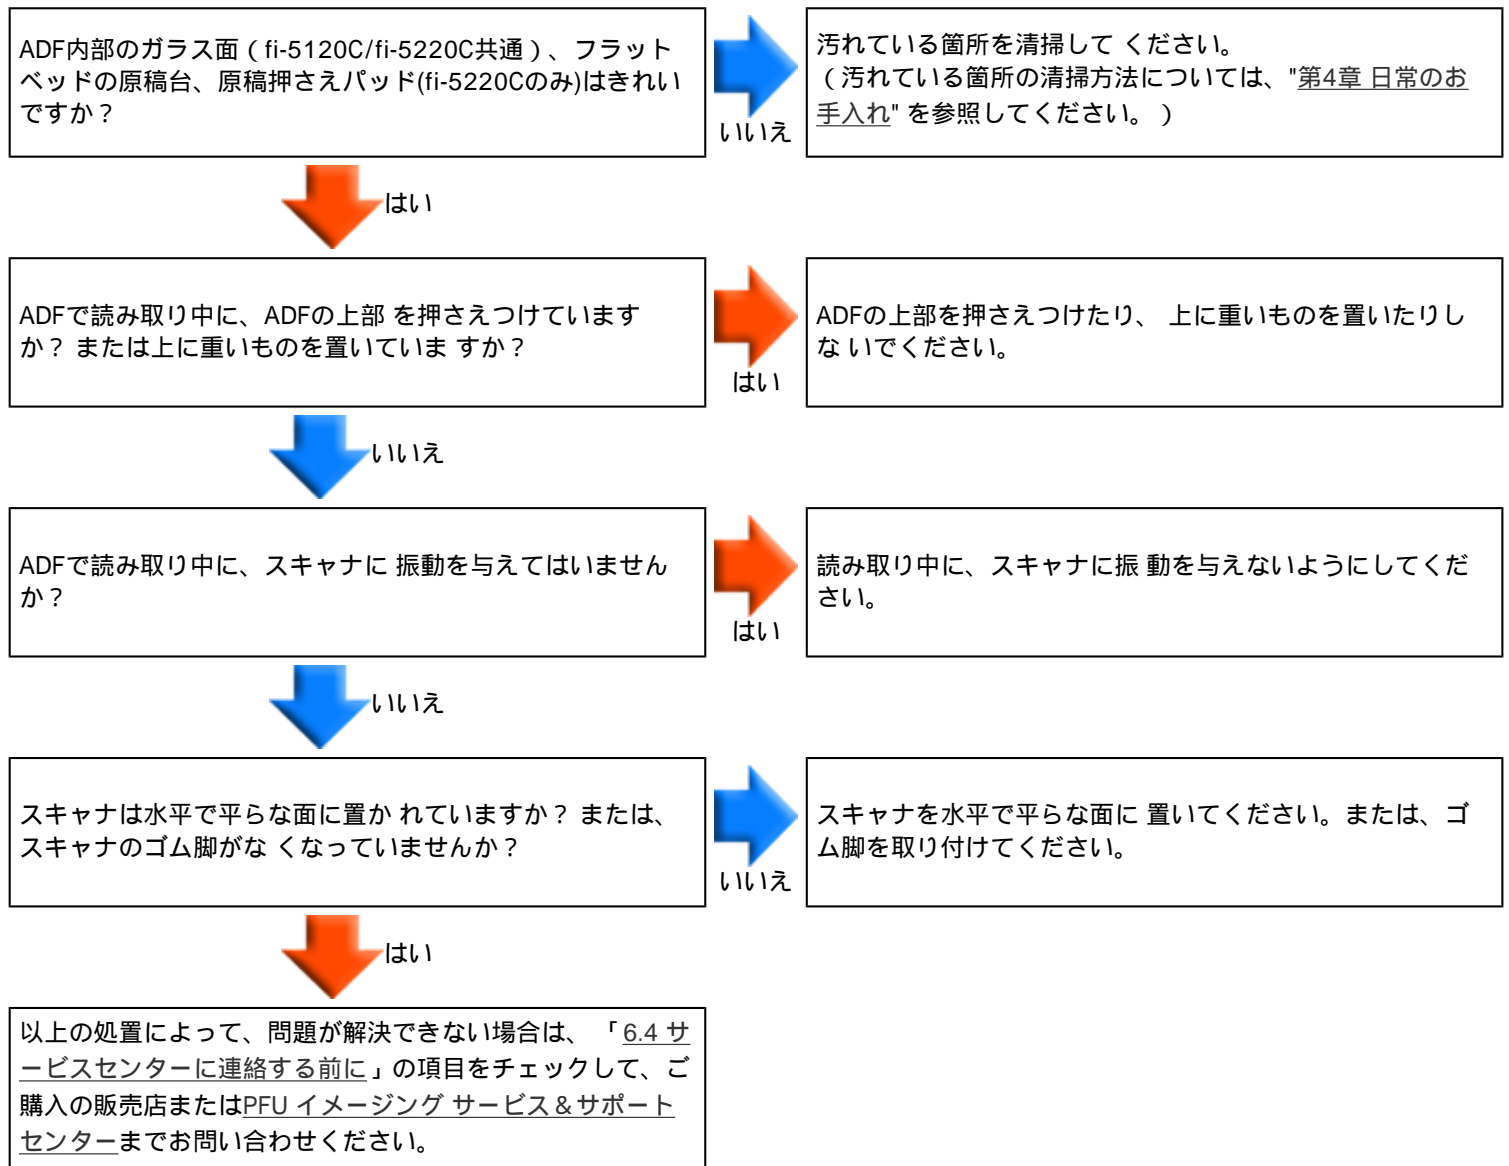 ADF内部のガラス面（fi-5120C/fi-5220C共通）、フラット
ベッドの原稿台、原稿押さえパッド(fi-5220Cのみ)はきれい
ですか？
いいえ
汚れている箇所を清掃して ください。
（汚れている箇所の清掃方法については、"第4章 日常のお
手入れ" を参照してください。）
はい
ADFで読み取り中に、ADFの上部 を押さえつけています
か？ または上に重いものを置いていま すか？
はい
ADFの上部を押さえつけたり、 上に重いものを置いたりし
な いでください。
いいえ
ADFで読み取り中に、スキャナに 振動を与えてはいません
か？
はい
読み取り中に、スキャナに振 動を与えないようにしてくだ
さい。
いいえ
スキャナは水平で平らな面に置か れていますか？ または、
スキャナのゴム脚がな くなっていませんか？
いいえ
スキャナを水平で平らな面に 置いてください。または、ゴ
ム脚を取り付けてください。
はい
以上の処置によって、問題が解決できない場合は、 「6.4 サ
ービスセンターに連絡する前に」の項目をチェックして、ご
購入の販売店またはPFU イメージング サービス＆サポート
センターまでお問い合わせください。